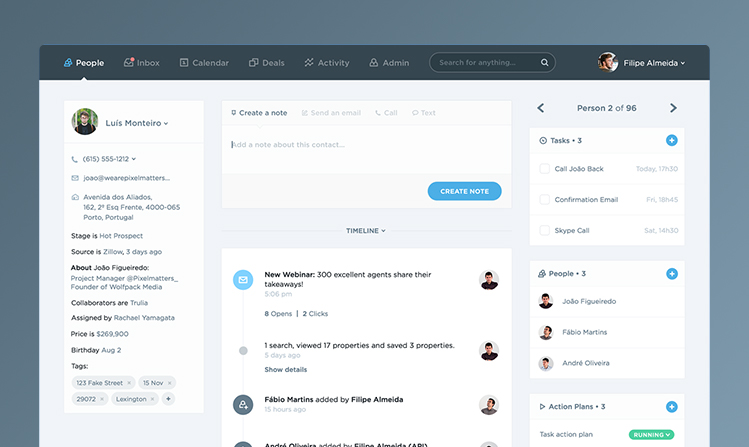 People
Inbox
Calendar
Deals
Activity
Admin
Search for anything...
Filipe Almeida
Luís Monteiro
(615) 555-1212
joao@wearepixelmatters...
Avenida dos Aliados,
162, 2º Esq Frente, 4000-065
Porto, Portugal
Stage is Hot Prospect
Source is Zillow, 3 days ago
About João Figueiredo:
Project Manager @Pixelmatters_
Founder of Wolfpack Media
Collaborators are Trulia
Assigned by Rachael Yamagata
Price is $269,900
Birthday Aug 2
Tags:
123 Fake Street ×
15 Nov ×
29072 ×
Lexington ×
+
Create a note
Send an email
Call
Text
Add a note about this contact...
CREATE NOTE
TIMELINE
New Webinar: 300 excellent agents share their
takeaways!
5:06 pm
8 Opens | 2 Clicks
1 search, viewed 17 properties and saved 3 properties.
5 days ago
Show details
Fábio Martins added by Filipe Almeida
15 hours ago
André Oliveira added by Filipe Almeida (API)
Person 2 of 96
Tasks • 3
Call João Back
Today, 17h30
Confirmation Email
Fri, 18h45
Skype Call
Sat, 14h30
People • 3
João Figueiredo
Fábio Martins
André Oliveira
Action Plans • 3
Task action plan
RUNNING